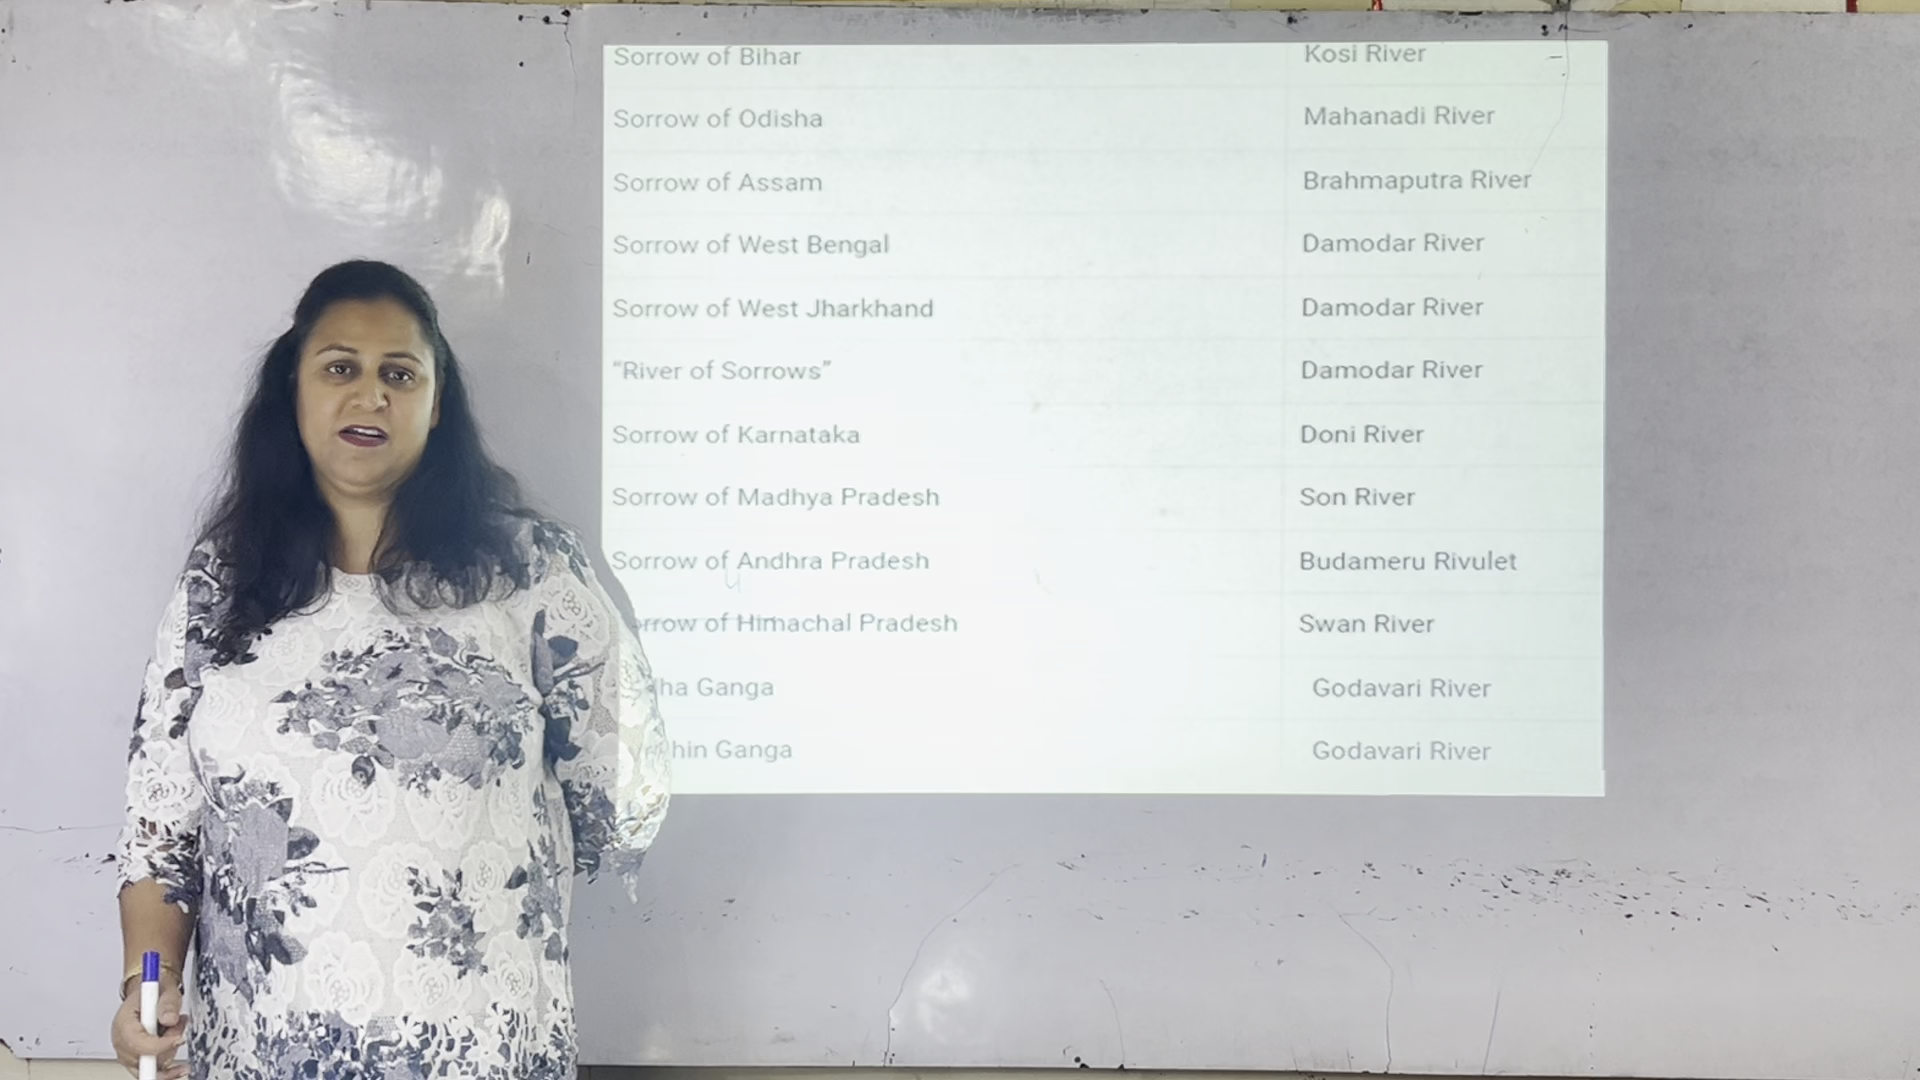 Sorrow of Bihar Kosi River
Sorrow of Odisha Mahanadi River
Sorrow of Assam Brahmaputra River
Sorrow of West Bengal Damodar River
Sorrow of West Jharkhand Damodar River
“River of Sorrows” Damodar River
Sorrow of Karnataka Doni River
Sorrow of Madhya Pradesh Son River
Sorrow of Andhra Pradesh Budameru Rivulet
of Himachal Pradesh Swan River
Ganga Godavari River
Ganga Godavari River